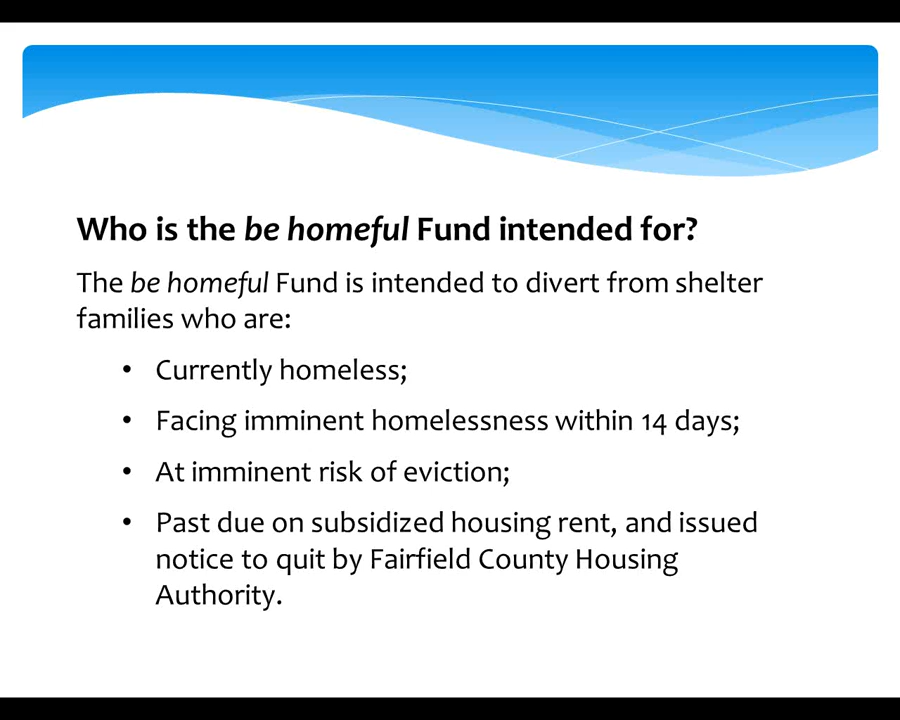 Who is the be homeful Fund intended for?
The be homeful Fund is intended to divert from shelter
families who are:
• Currently homeless;
• Facing imminent homelessness within 14 days;
• At imminent risk of eviction;
• Past due on subsidized housing rent, and issued
notice to quit by Fairfield County Housing
Authority.